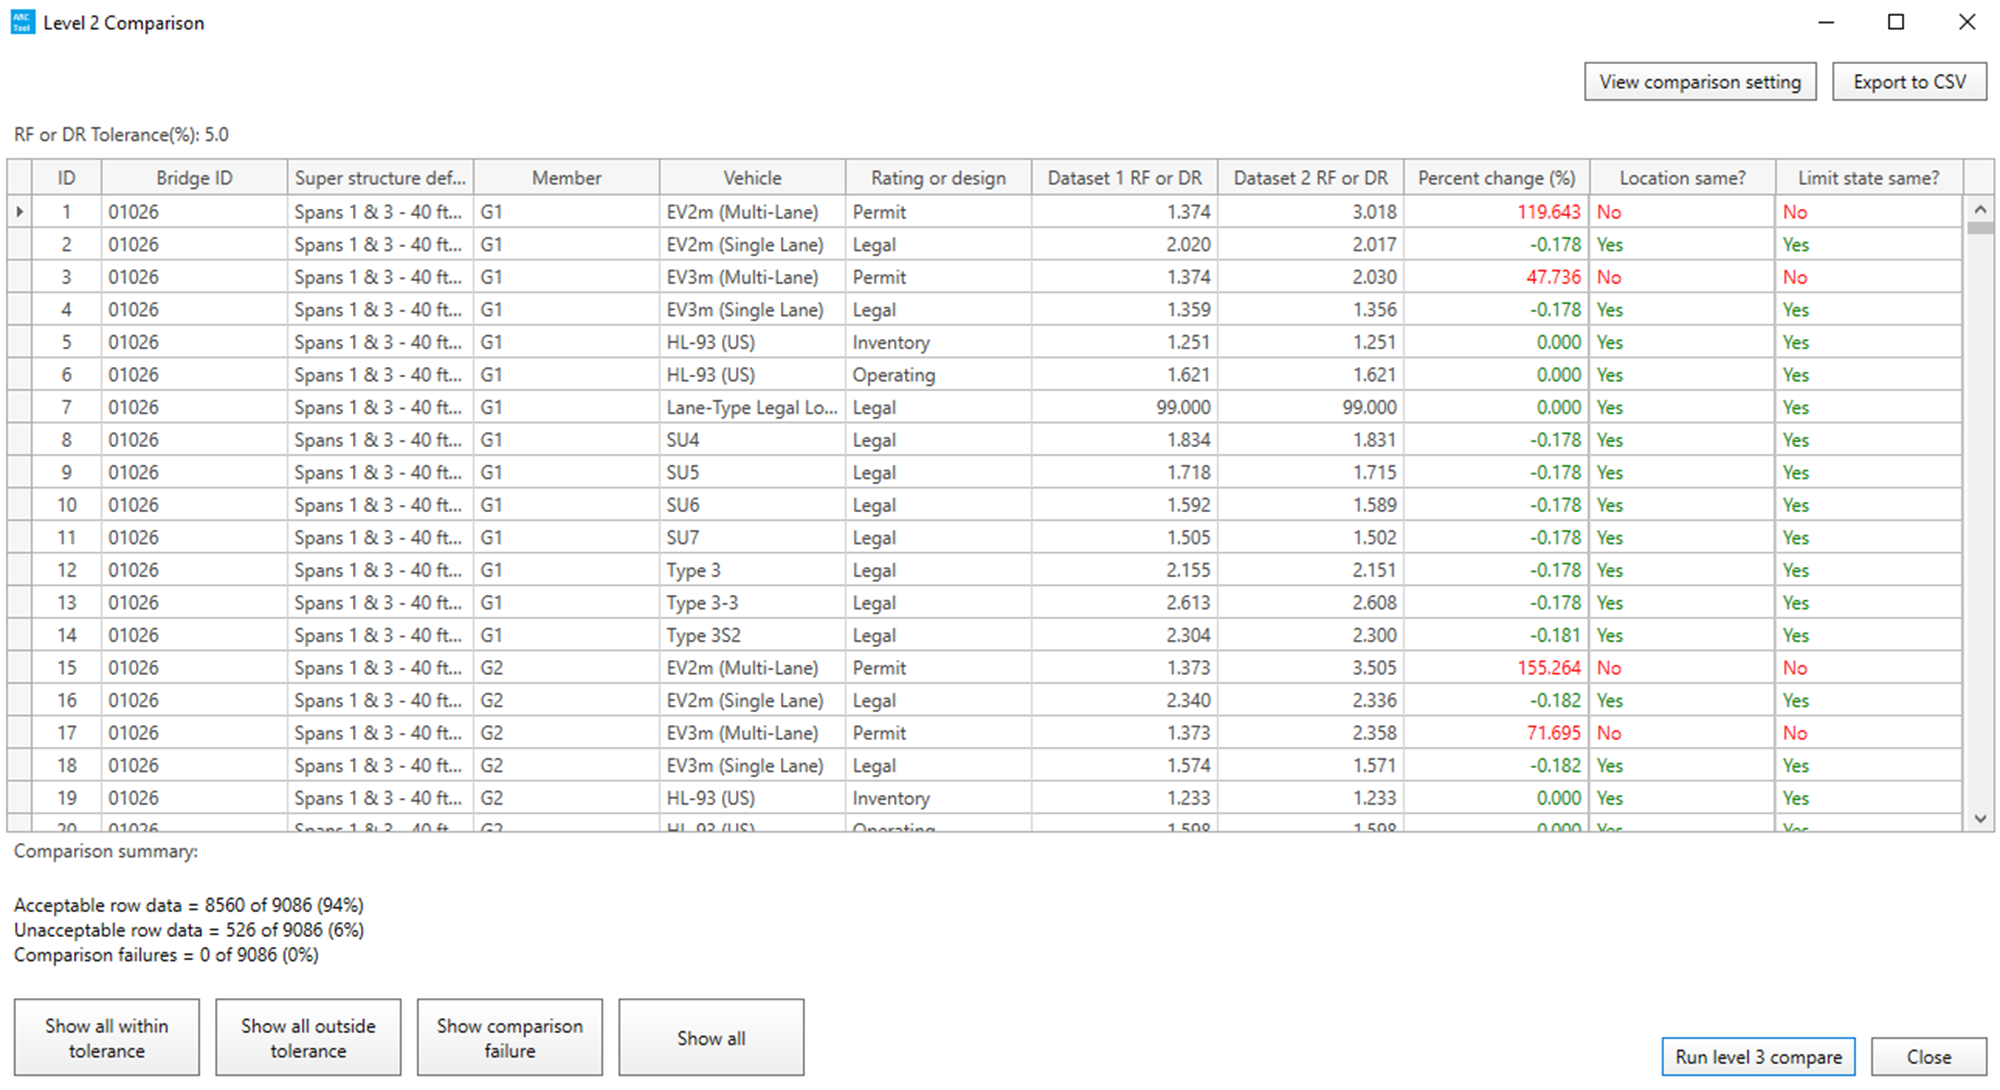 ARC Tool
Level 2 Comparison
View comparison setting Export to CSV
RF or DR Tolerance(%): 5.0
ID Bridge ID Super structure def... Member Vehicle Rating or design Dataset 1 RF or DR Dataset 2 RF or DR Percent change (%) Location same? Limit state same?
1 01026 Spans 1 & 3 - 40 ft... G1 EV2m (Multi-Lane) Permit 1.374 3.018 119.643 No No
2 01026 Spans 1 & 3 - 40 ft... G1 EV2m (Single Lane) Legal 2.020 2.017 -0.178 Yes Yes
3 01026 Spans 1 & 3 - 40 ft... G1 EV3m (Multi-Lane) Permit 1.374 2.030 47.736 No No
4 01026 Spans 1 & 3 - 40 ft... G1 EV3m (Single Lane) Legal 1.359 1.356 -0.178 Yes Yes
5 01026 Spans 1 & 3 - 40 ft... G1 HL-93 (US) Inventory 1.251 1.251 0.000 Yes Yes
6 01026 Spans 1 & 3 - 40 ft... G1 HL-93 (US) Operating 1.621 1.621 0.000 Yes Yes
7 01026 Spans 1 & 3 - 40 ft... G1 Lane-Type Legal Lo... Legal 99.000 99.000 0.000 Yes Yes
8 01026 Spans 1 & 3 - 40 ft... G1 SU4 Legal 1.834 1.831 -0.178 Yes Yes
9 01026 Spans 1 & 3 - 40 ft... G1 SU5 Legal 1.718 1.715 -0.178 Yes Yes
10 01026 Spans 1 & 3 - 40 ft... G1 SU6 Legal 1.592 1.589 -0.178 Yes Yes
11 01026 Spans 1 & 3 - 40 ft... G1 SU7 Legal 1.505 1.502 -0.178 Yes Yes
12 01026 Spans 1 & 3 - 40 ft... G1 Type 3 Legal 2.155 2.151 -0.178 Yes Yes
13 01026 Spans 1 & 3 - 40 ft... G1 Type 3-3 Legal 2.613 2.608 -0.178 Yes Yes
14 01026 Spans 1 & 3 - 40 ft... G1 Type 3S2 Legal 2.304 2.300 -0.181 Yes Yes
15 01026 Spans 1 & 3 - 40 ft... G2 EV2m (Multi-Lane) Permit 1.373 3.505 155.264 No No
16 01026 Spans 1 & 3 - 40 ft... G2 EV2m (Single Lane) Legal 2.340 2.336 -0.182 Yes Yes
17 01026 Spans 1 & 3 - 40 ft... G2 EV3m (Multi-Lane) Permit 1.373 2.358 71.695 No No
18 01026 Spans 1 & 3 - 40 ft... G2 EV3m (Single Lane) Legal 1.574 1.571 -0.182 Yes Yes
19 01026 Spans 1 & 3 - 40 ft... G2 HL-93 (US) Inventory 1.233 1.233 0.000 Yes Yes
20 01026 Spans 1 & 3 - 40 ft... G2 HL-93 (US) Operating 1.598 1.598 0.000 Yes Yes
Comparison summary:
Acceptable row data = 8560 of 9086 (94%)
Unacceptable row data = 526 of 9086 (6%)
Comparison failures = 0 of 9086 (0%)
Show all within
tolerance
Show all outside
tolerance
Show comparison
failure
Show all
Run level 3 compare Close